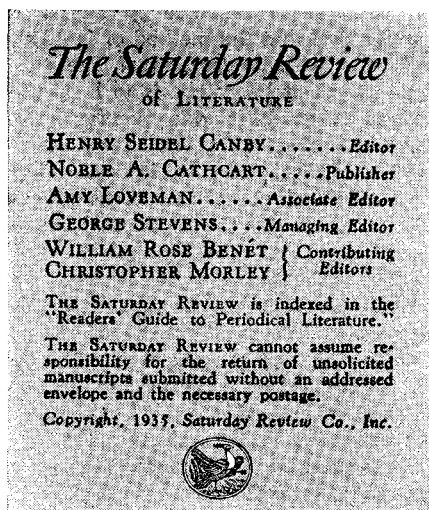 The Saturday Review
of LITERATURE
HENRY SEIDEL CANBY.......Editor
NOBLE A. CATHCART.....Publisher
AMY LOVEMAN......Associate Editor
GEORGE STEVENS....Managing Editor
WILLIAM ROSE BENÉT } Contributing
CHRISTOPHER MORLEY } Editors
THE SATURDAY REVIEW is indexed in the
"Readers' Guide to Periodical Literature."
THE SATURDAY REVIEW cannot assume re-
sponsibility for the return of unsolicited
manuscripts submitted without an addressed
envelope and the necessary postage.
Copyright, 1935, Saturday Review Co., Inc.